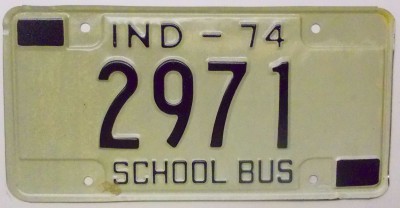 IND - 74
2971
SCHOOL BUS